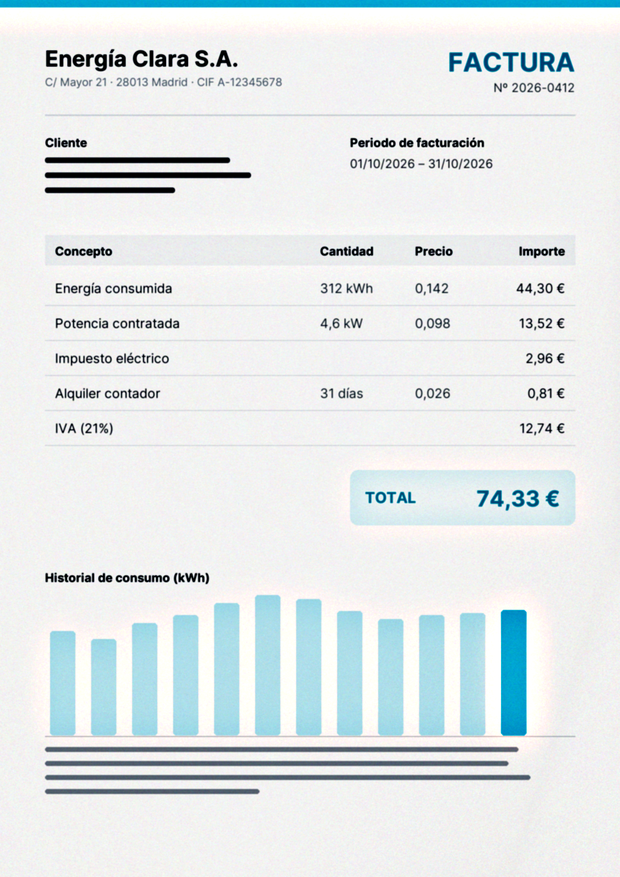 Energía Clara S.A.
FACTURA
C/ Mayor 21 · 28013 Madrid · CIF A-12345678
Nº 2026-0412
Cliente
Periodo de facturación
01/10/2026 – 31/10/2026
Concepto Cantidad Precio Importe
Energía consumida 312 kWh 0,142 44,30 €
Potencia contratada 4,6 kW 0,098 13,52 €
Impuesto eléctrico 2,96 €
Alquiler contador 31 días 0,026 0,81 €
IVA (21%) 12,74 €
TOTAL 74,33 €
Historial de consumo (kWh)